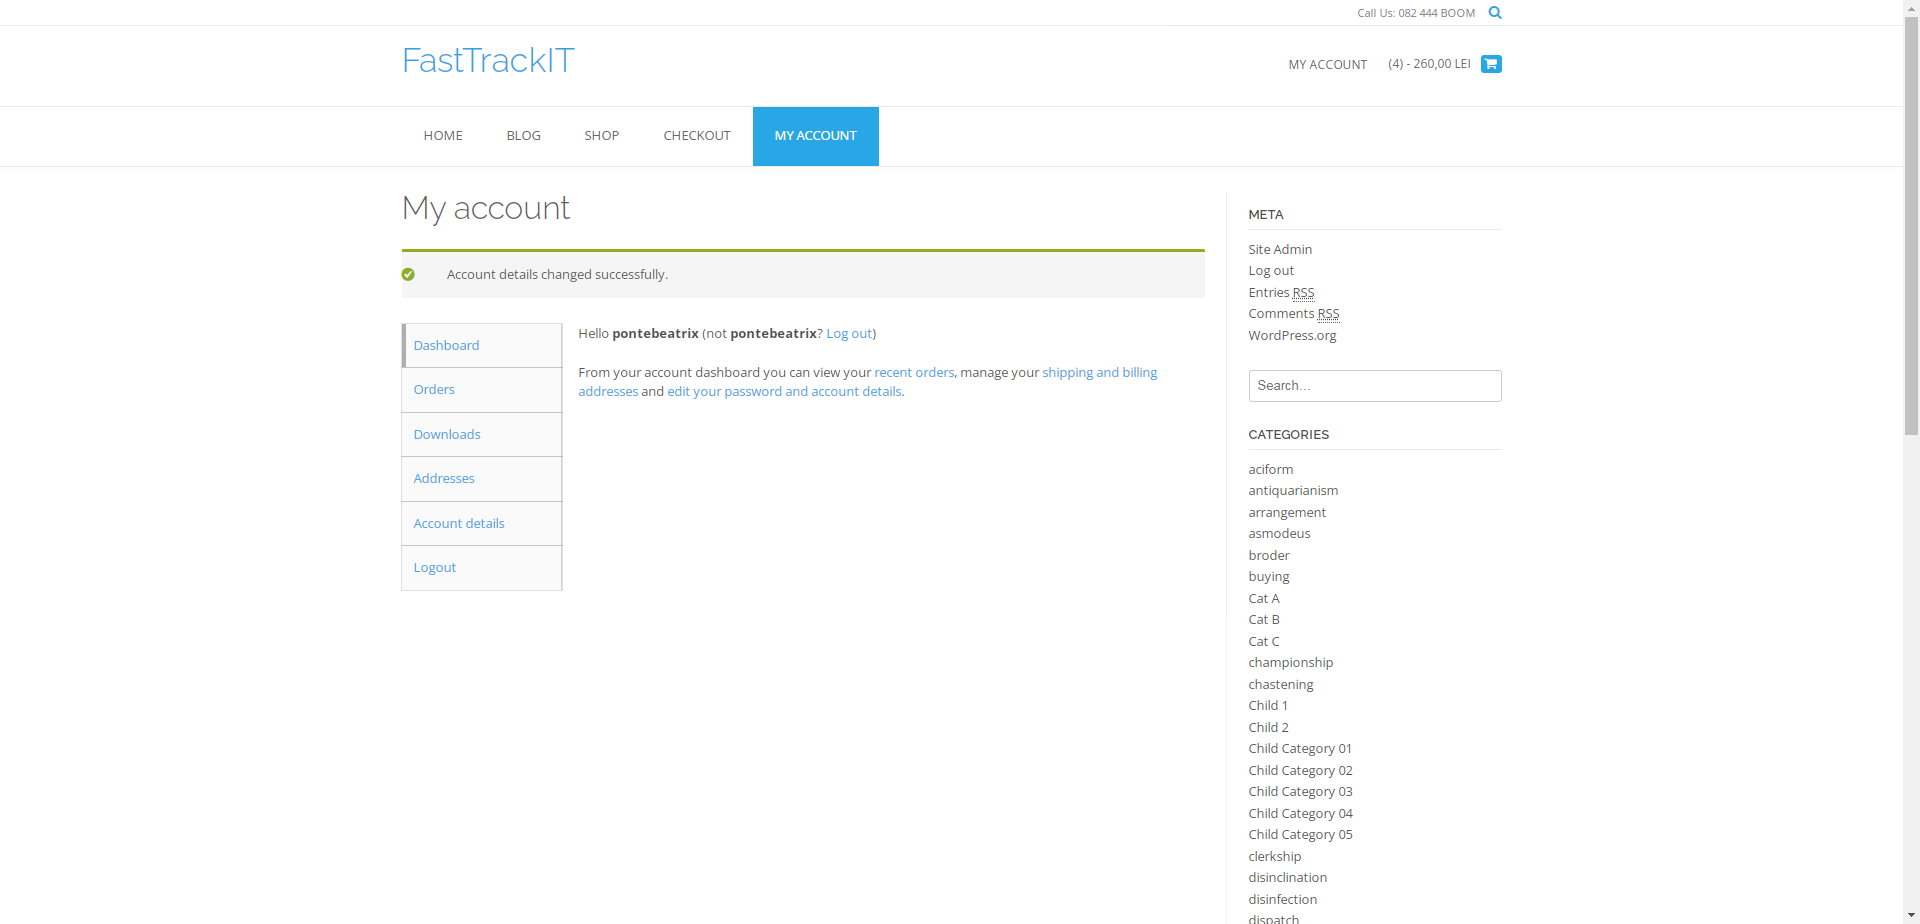 Call Us: 082 444 BOOM
FastTrackIT
MY ACCOUNT
(4) - 260,00 LEI
HOME
BLOG
SHOP
CHECKOUT
MY ACCOUNT
My account
Account details changed successfully.
Dashboard
Orders
Downloads
Addresses
Account details
Logout
Hello pontebeatrix (not pontebeatrix? Log out)
From your account dashboard you can view your recent orders, manage your shipping and billing
addresses and edit your password and account details.
META
Site Admin
Log out
Entries RSS
Comments RSS
WordPress.org
Search...
CATEGORIES
aciform
antiquarianism
arrangement
asmodeus
broder
buying
Cat A
Cat B
Cat C
championship
chastening
Child 1
Child 2
Child Category 01
Child Category 02
Child Category 03
Child Category 04
Child Category 05
clerkship
disinclination
disinfection
dispatch